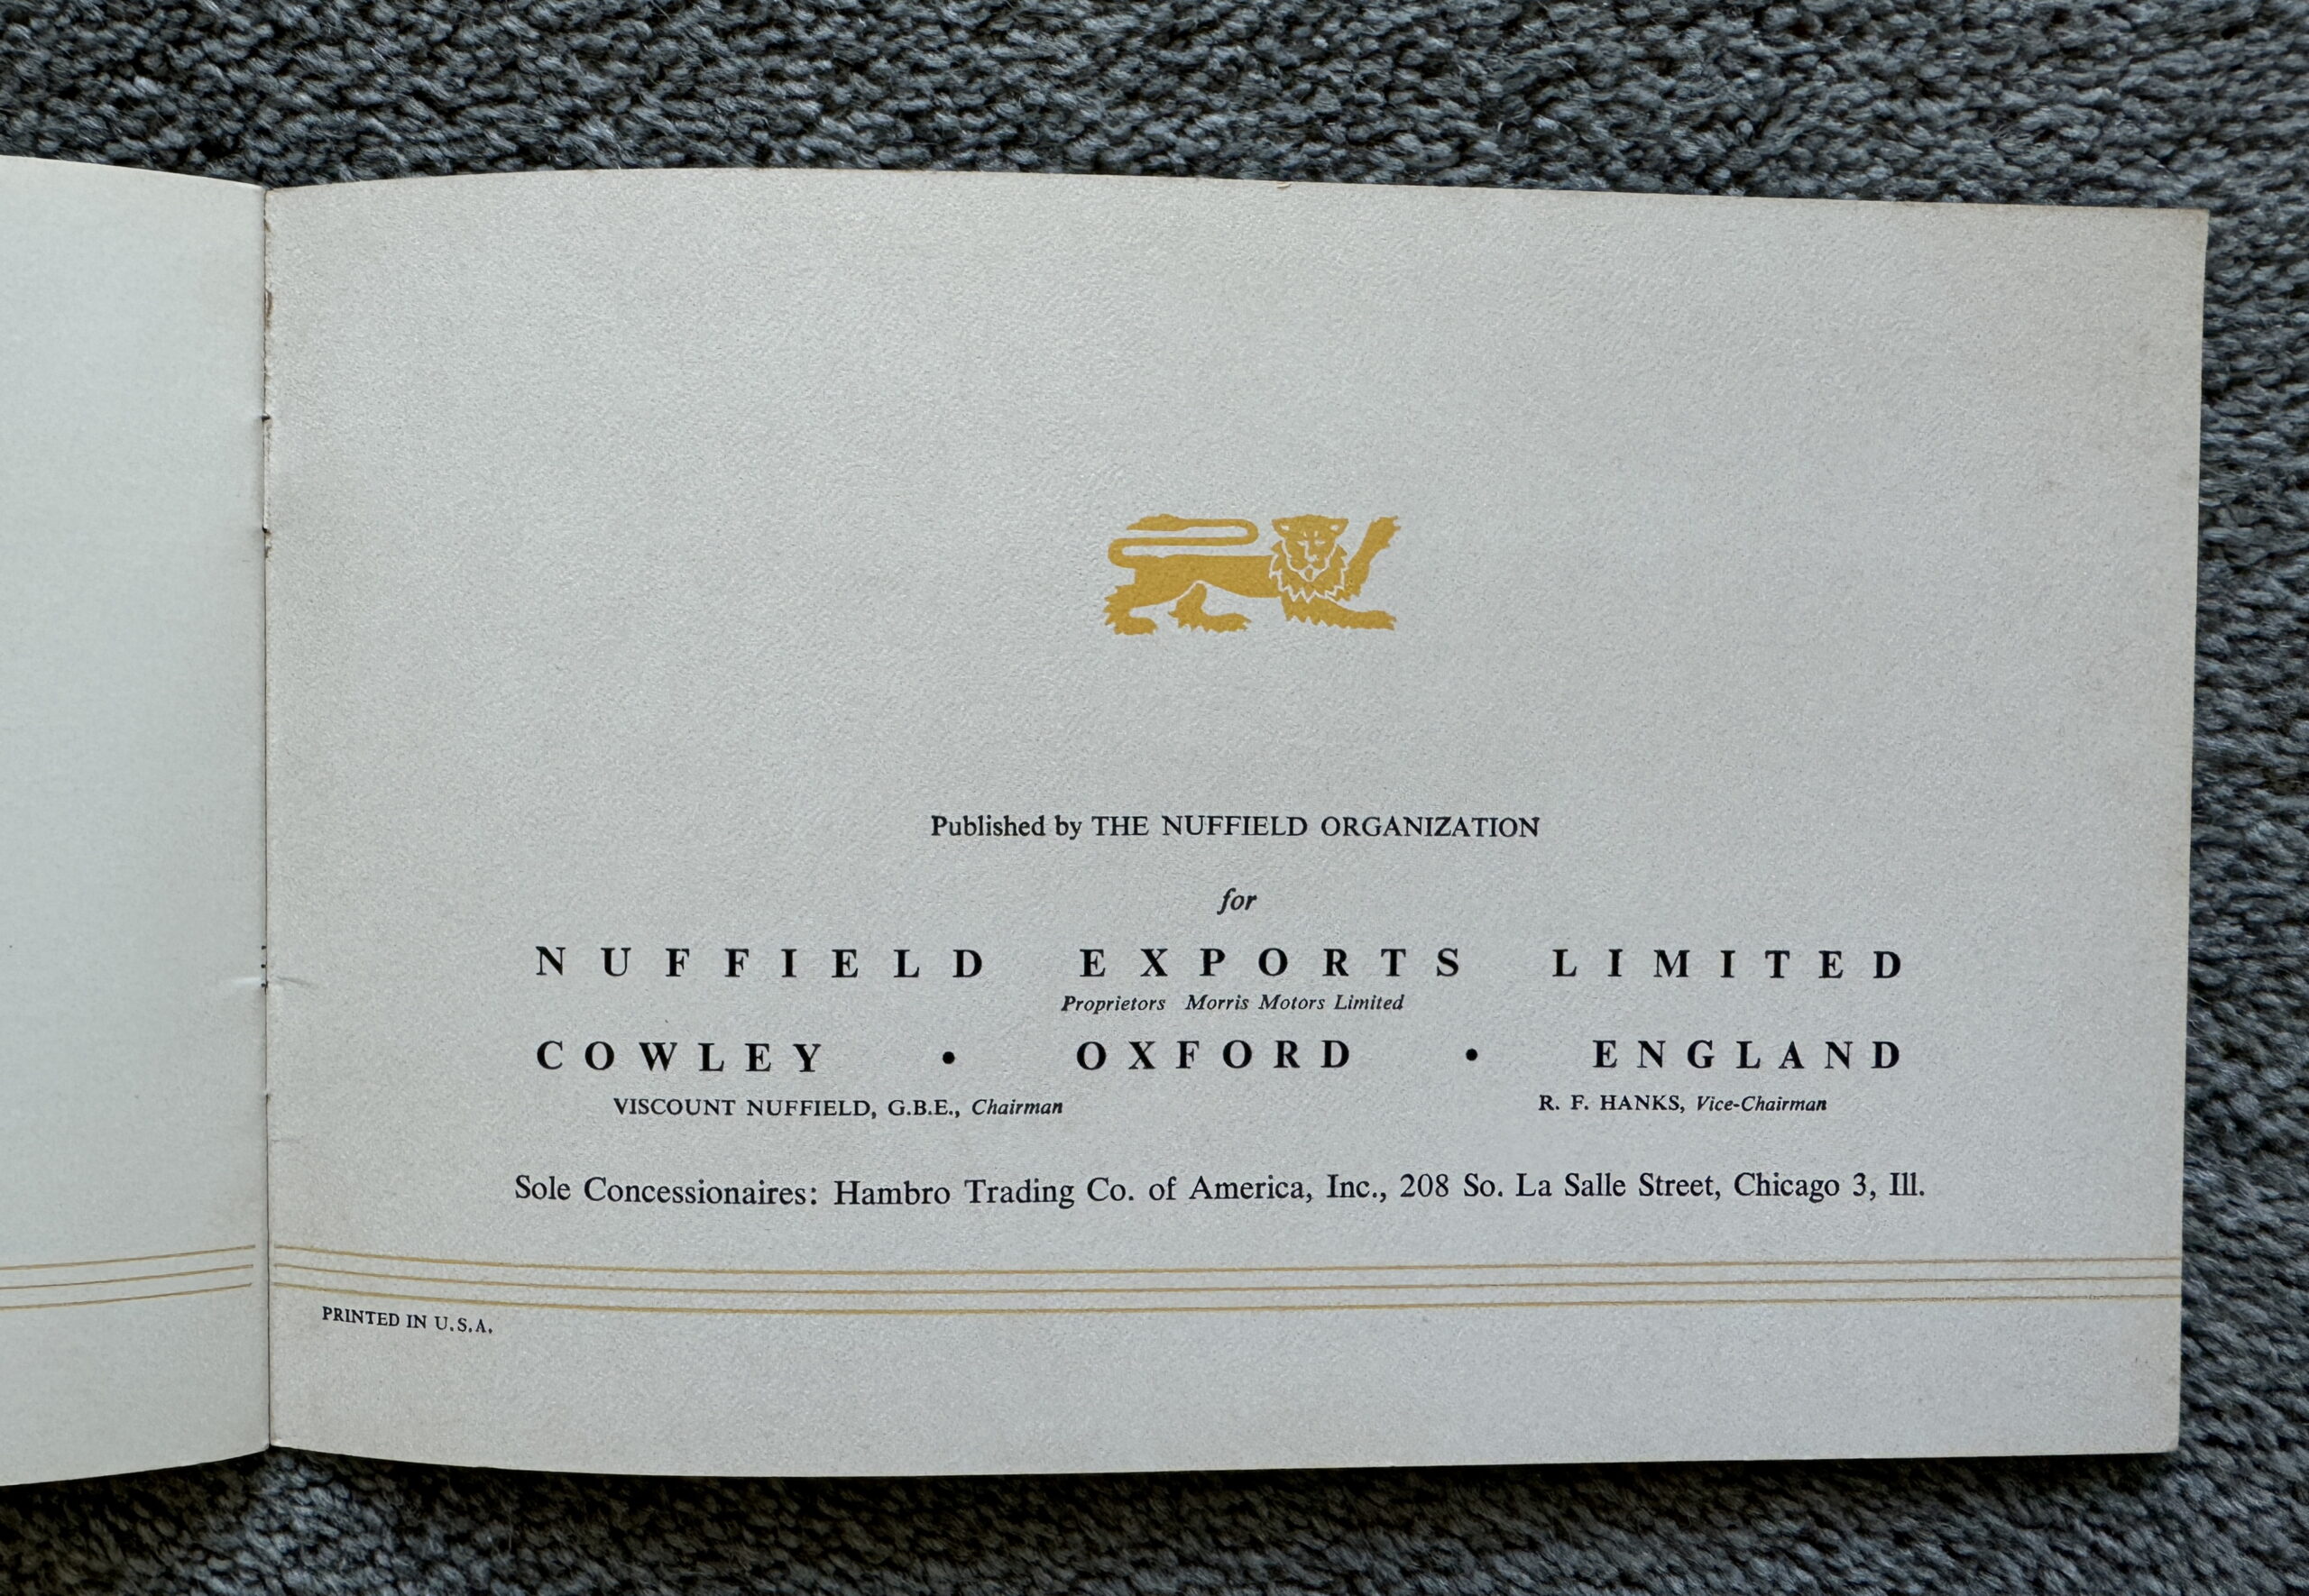 Published by THE NUFFIELD ORGANIZATION
for
NUFFIELD EXPORTS LIMITED
Proprietors Morris Motors Limited
COWLEY • OXFORD • ENGLAND
VISCOUNT NUFFIELD, G.B.E., Chairman R. F. HANKS, Vice-Chairman
Sole Concessionaires: Hambro Trading Co. of America, Inc., 208 So. La Salle Street, Chicago 3, Ill.
PRINTED IN U.S.A.